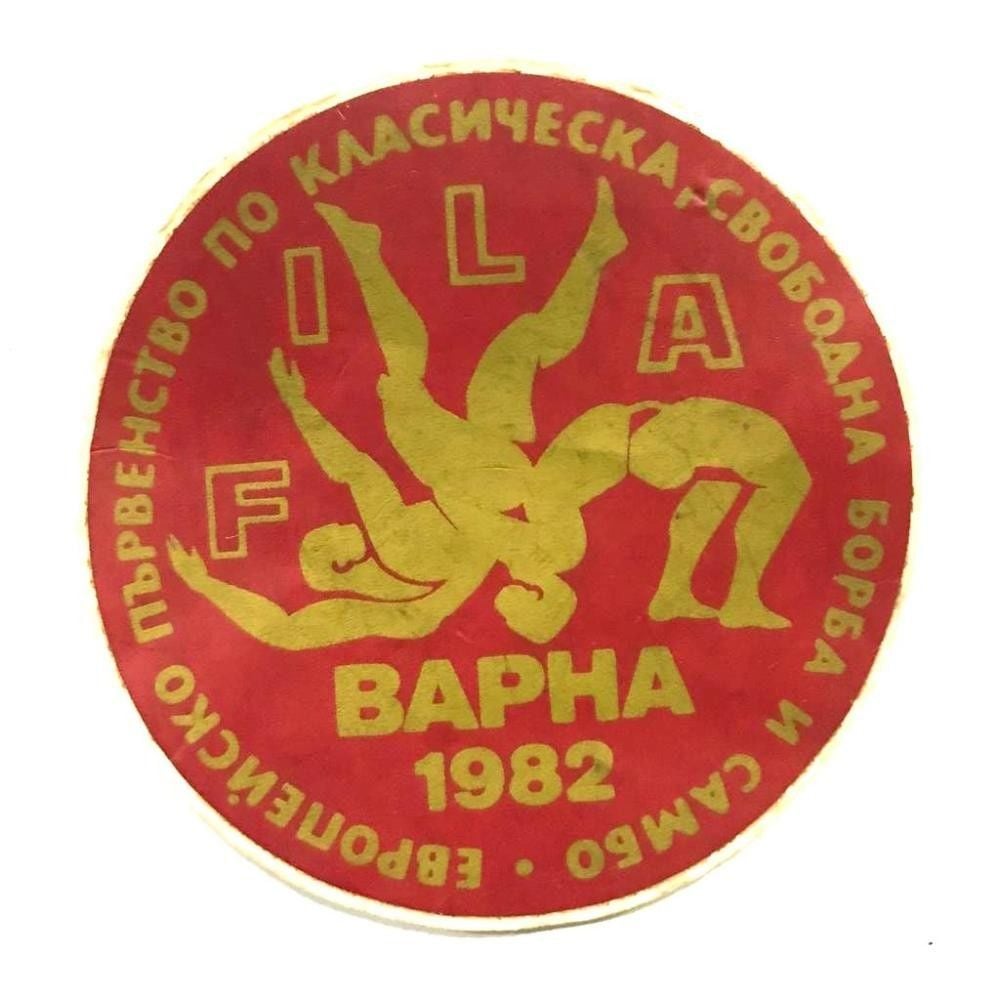 ЕВРОПЕЙСКО ПЪРВЕНСТВО ПО КЛАСИЧЕСКА, СВОБОДНА БОРБА И САМБО •
FILA
ВАРНА
1982